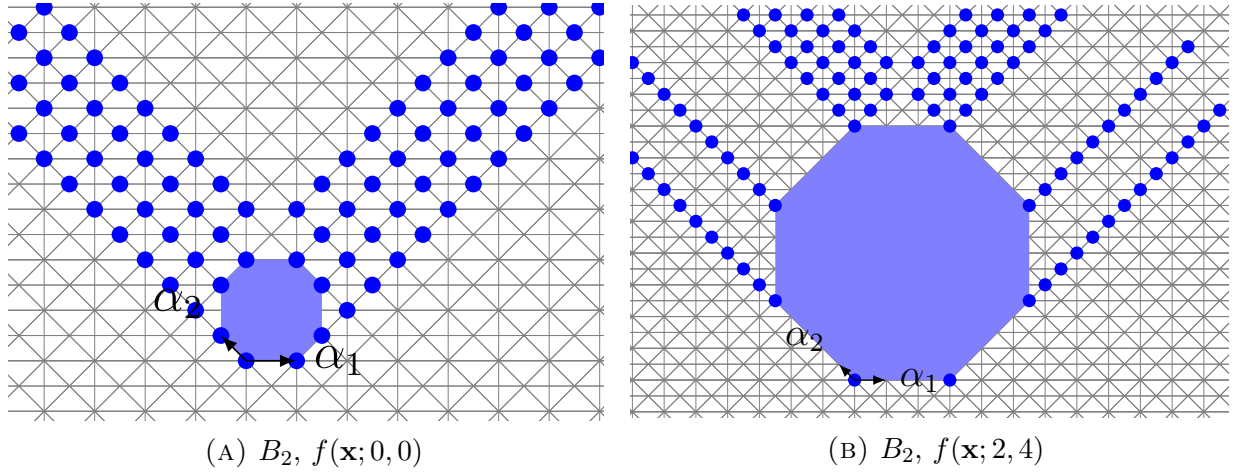 α₂
α₁
α₂
α₁
(A) B₂, f(x; 0, 0)
(B) B₂, f(x; 2, 4)